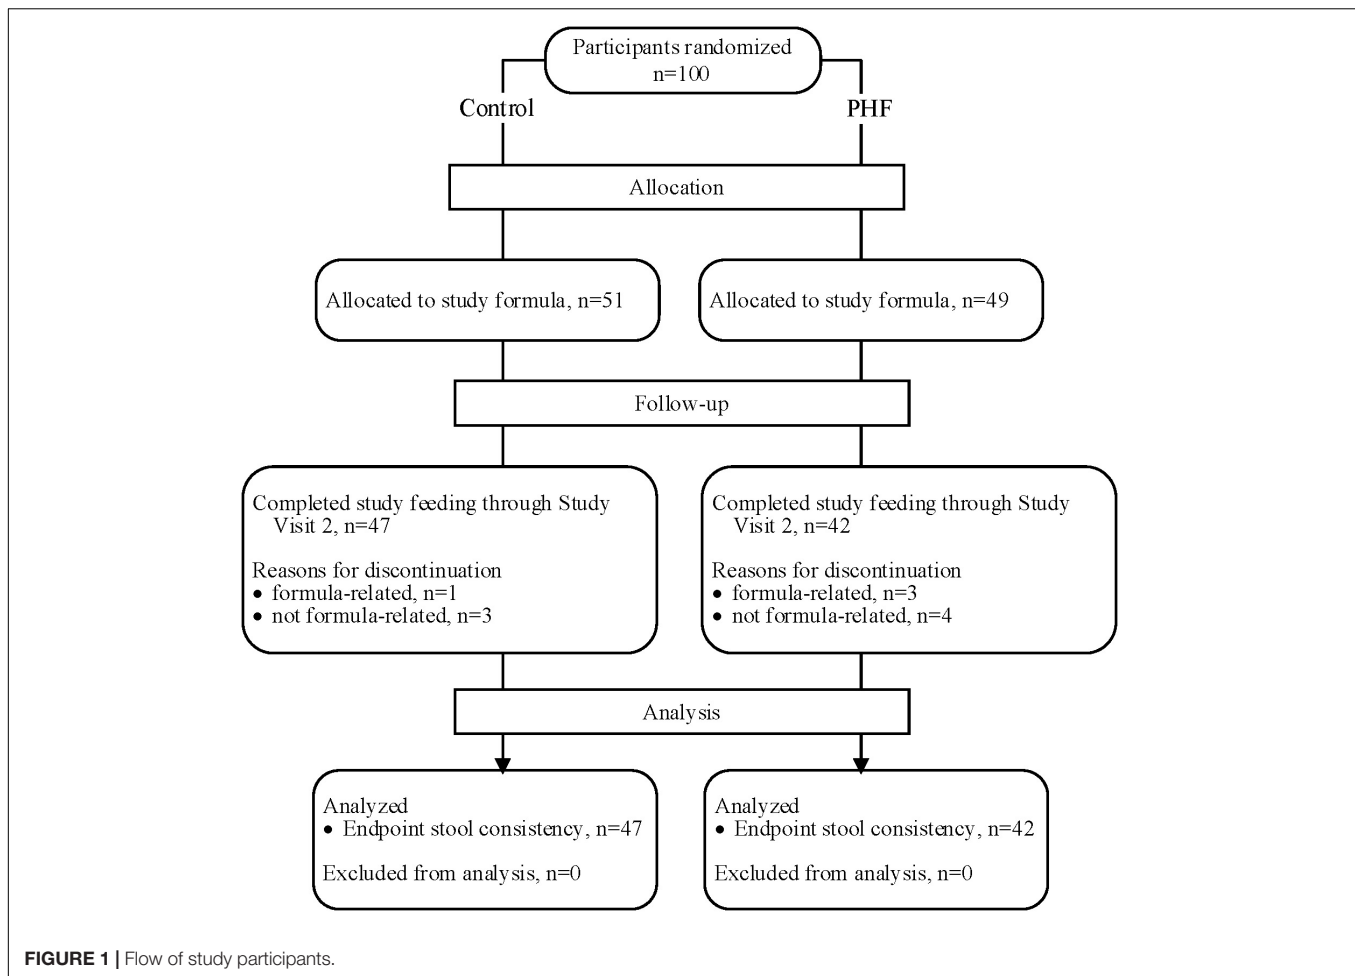 Participants randomized
n=100
Control
PHF
Allocation
Allocated to study formula, n=51
Allocated to study formula, n=49
Follow-up
Completed study feeding through Study
Visit 2, n=47
Reasons for discontinuation
• formula-related, n=1
• not formula-related, n=3
Completed study feeding through Study
Visit 2, n=42
Reasons for discontinuation
• formula-related, n=3
• not formula-related, n=4
Analysis
Analyzed
• Endpoint stool consistency, n=47
Excluded from analysis, n=0
Analyzed
• Endpoint stool consistency, n=42
Excluded from analysis, n=0
FIGURE 1 | Flow of study participants.